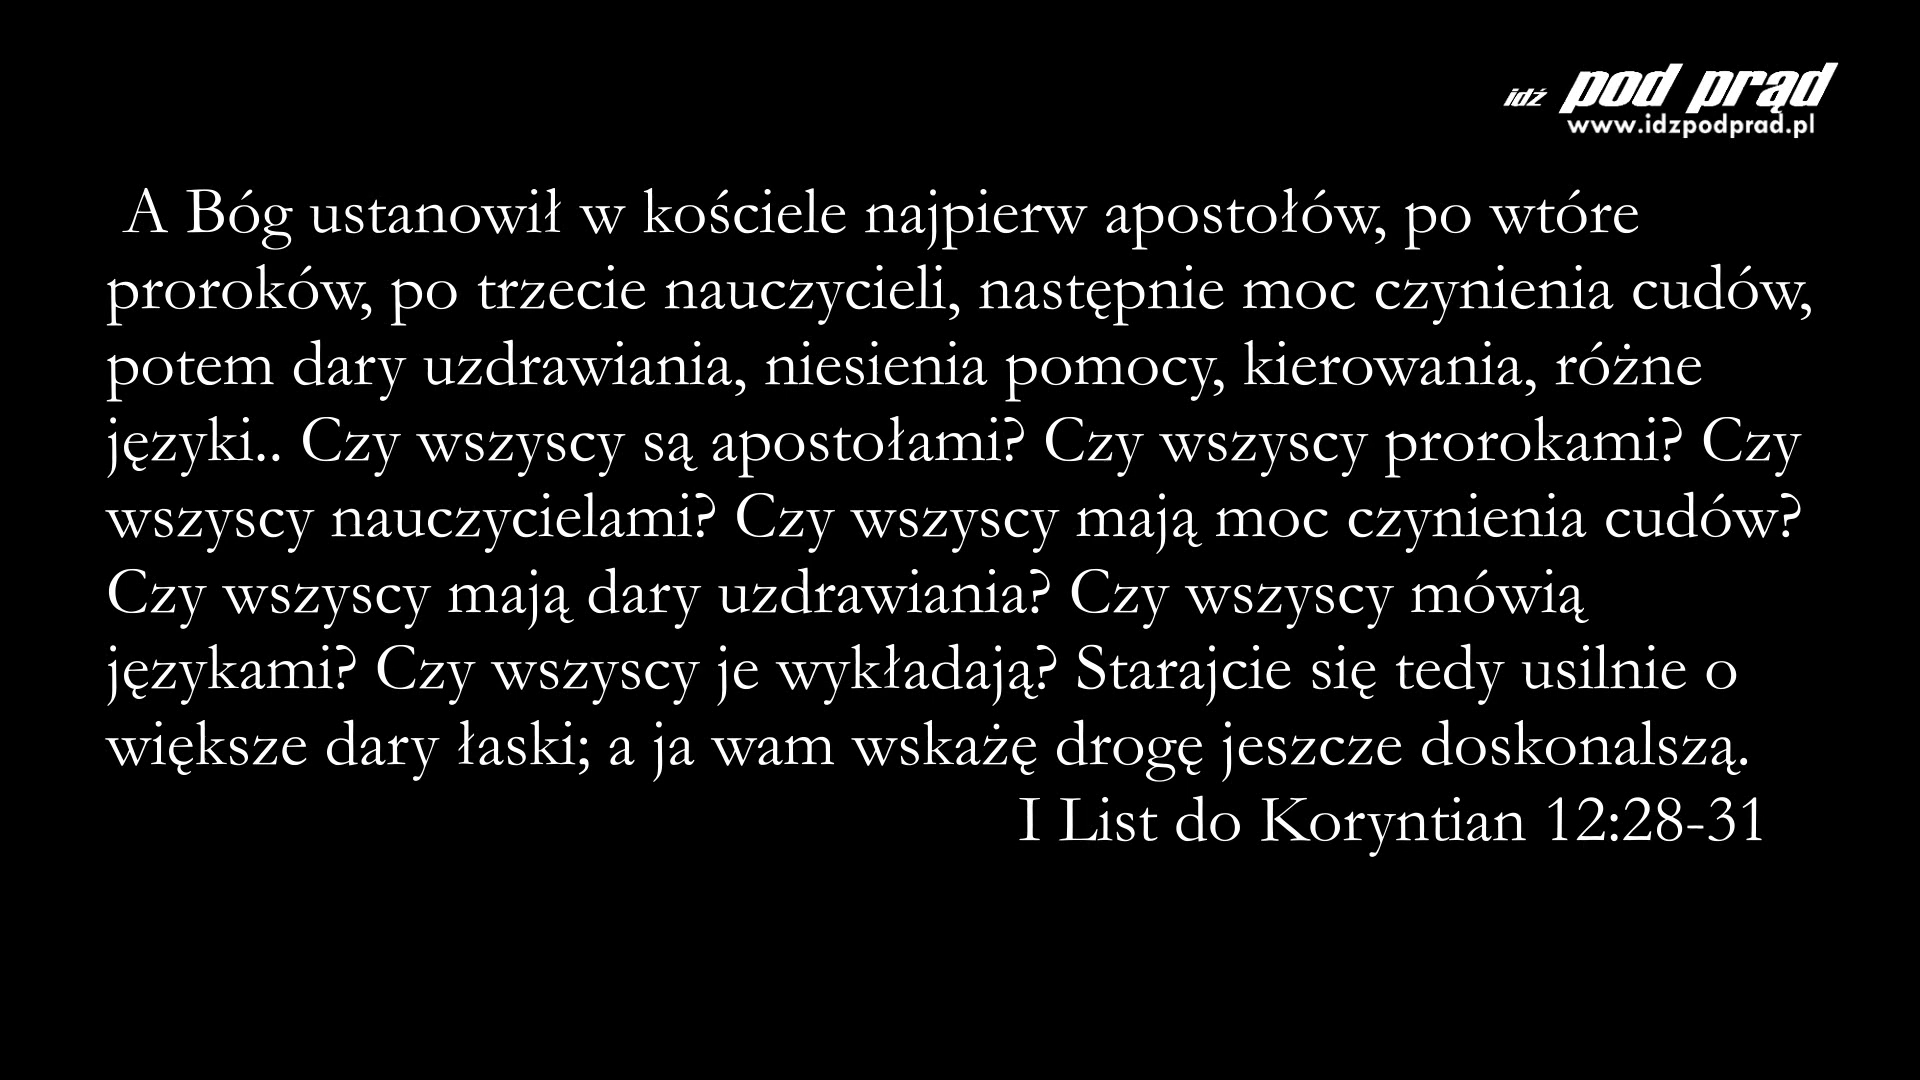 idź pod prąd
www.idzpodprad.pl
A Bóg ustanowił w kościele najpierw apostołów, po wtóre
proroków, po trzecie nauczycieli, następnie moc czynienia cudów,
potem dary uzdrawiania, niesienia pomocy, kierowania, różne
języki.. Czy wszyscy są apostołami? Czy wszyscy prorokami? Czy
wszyscy nauczycielami? Czy wszyscy mają moc czynienia cudów?
Czy wszyscy mają dary uzdrawiania? Czy wszyscy mówią
językami? Czy wszyscy je wykładają? Starajcie się tedy usilnie o
większe dary łaski; a ja wam wskażę drogę jeszcze doskonalszą.
I List do Koryntian 12:28-31